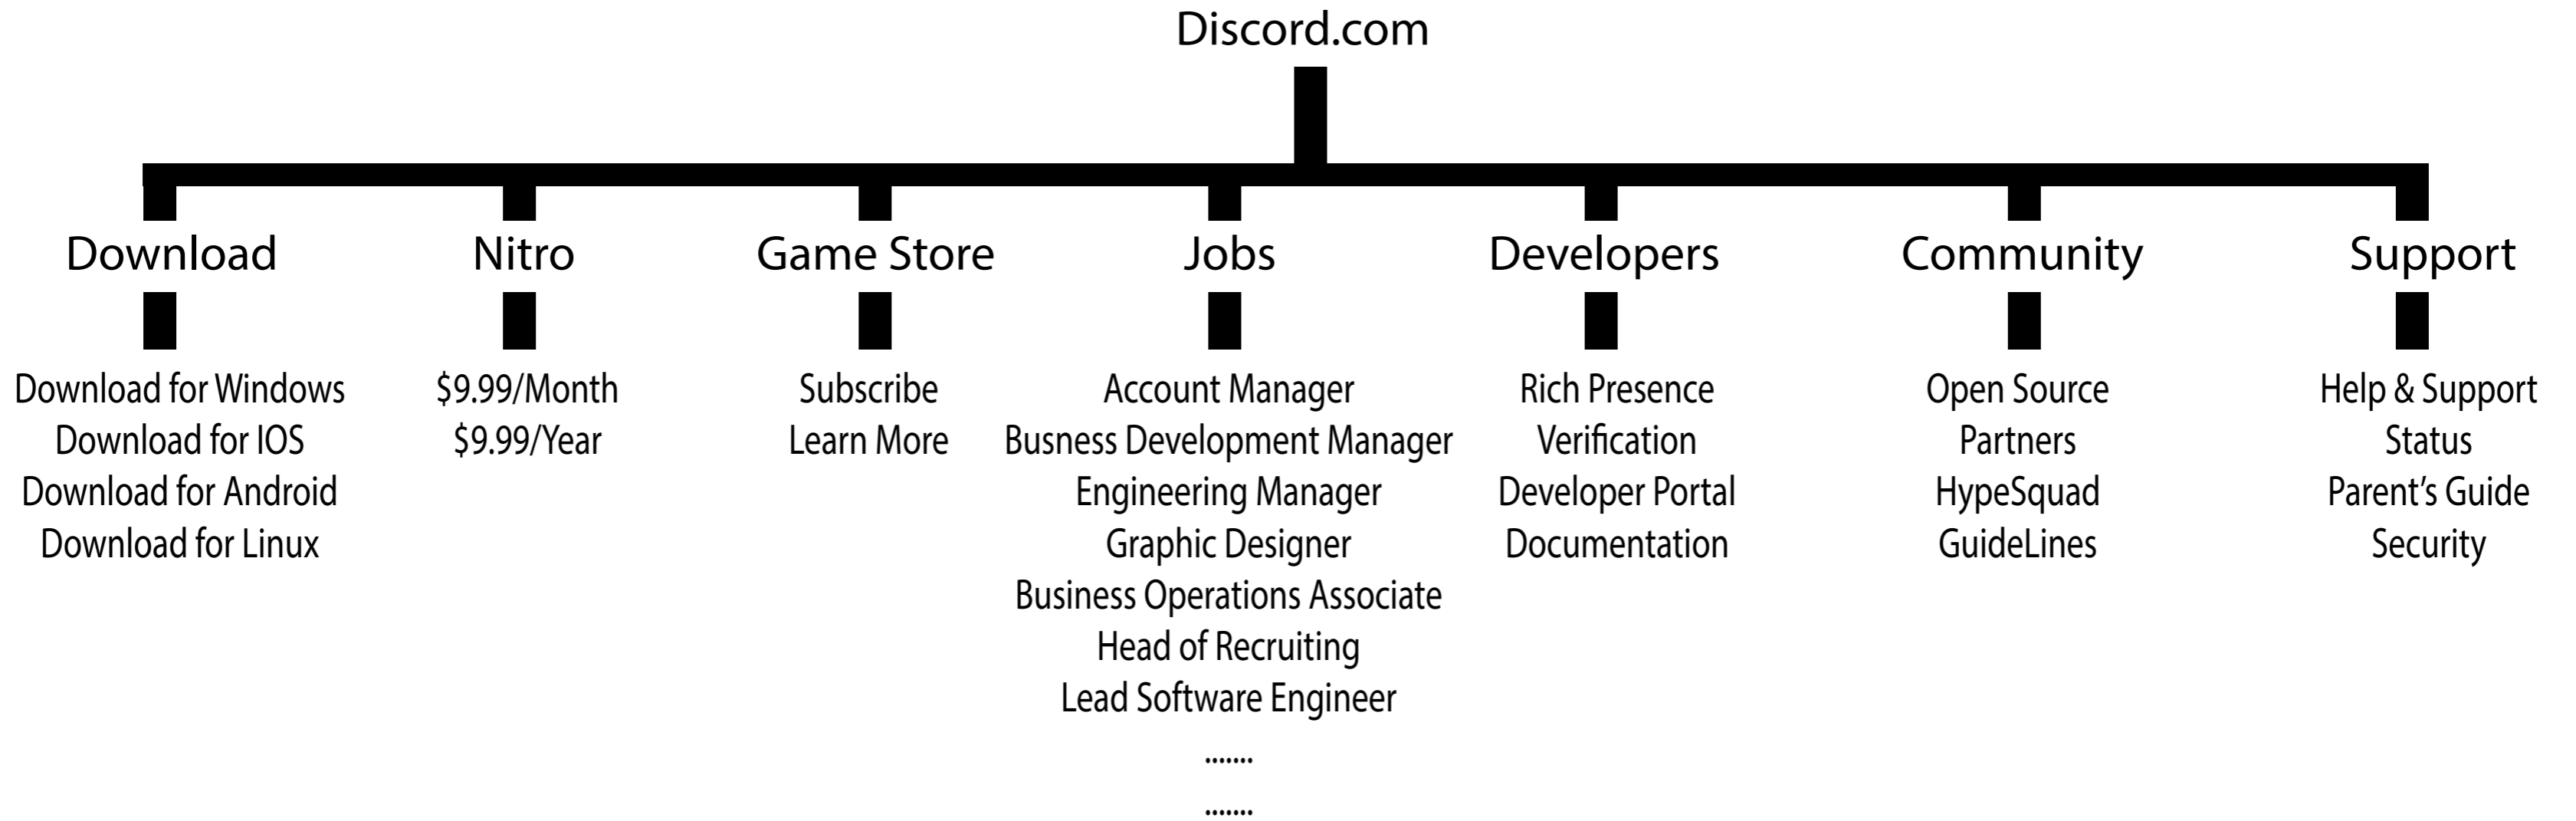 Discord.com
Download
Nitro
Game Store
Jobs
Developers
Community
Support
Download for Windows
Download for IOS
Download for Android
Download for Linux
$9.99/Month
$9.99/Year
Subscribe
Learn More
Account Manager
Busness Development Manager
Engineering Manager
Graphic Designer
Business Operations Associate
Head of Recruiting
Lead Software Engineer
.......
.......
Rich Presence
Verification
Developer Portal
Documentation
Open Source
Partners
HypeSquad
GuideLines
Help & Support
Status
Parent’s Guide
Security